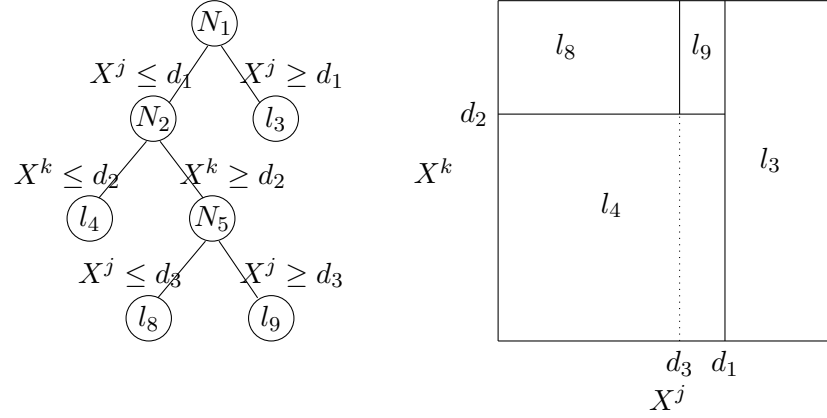 N₁
X^j ≤ d₁ X^j ≥ d₁
N₂ l₃
X^k ≤ d₂ X^k ≥ d₂
l₄ N₅
X^j ≤ d₃ X^j ≥ d₃
l₈ l₉
l₈ l₉
d₂
X^k l₃
l₄
d₃ d₁
X^j